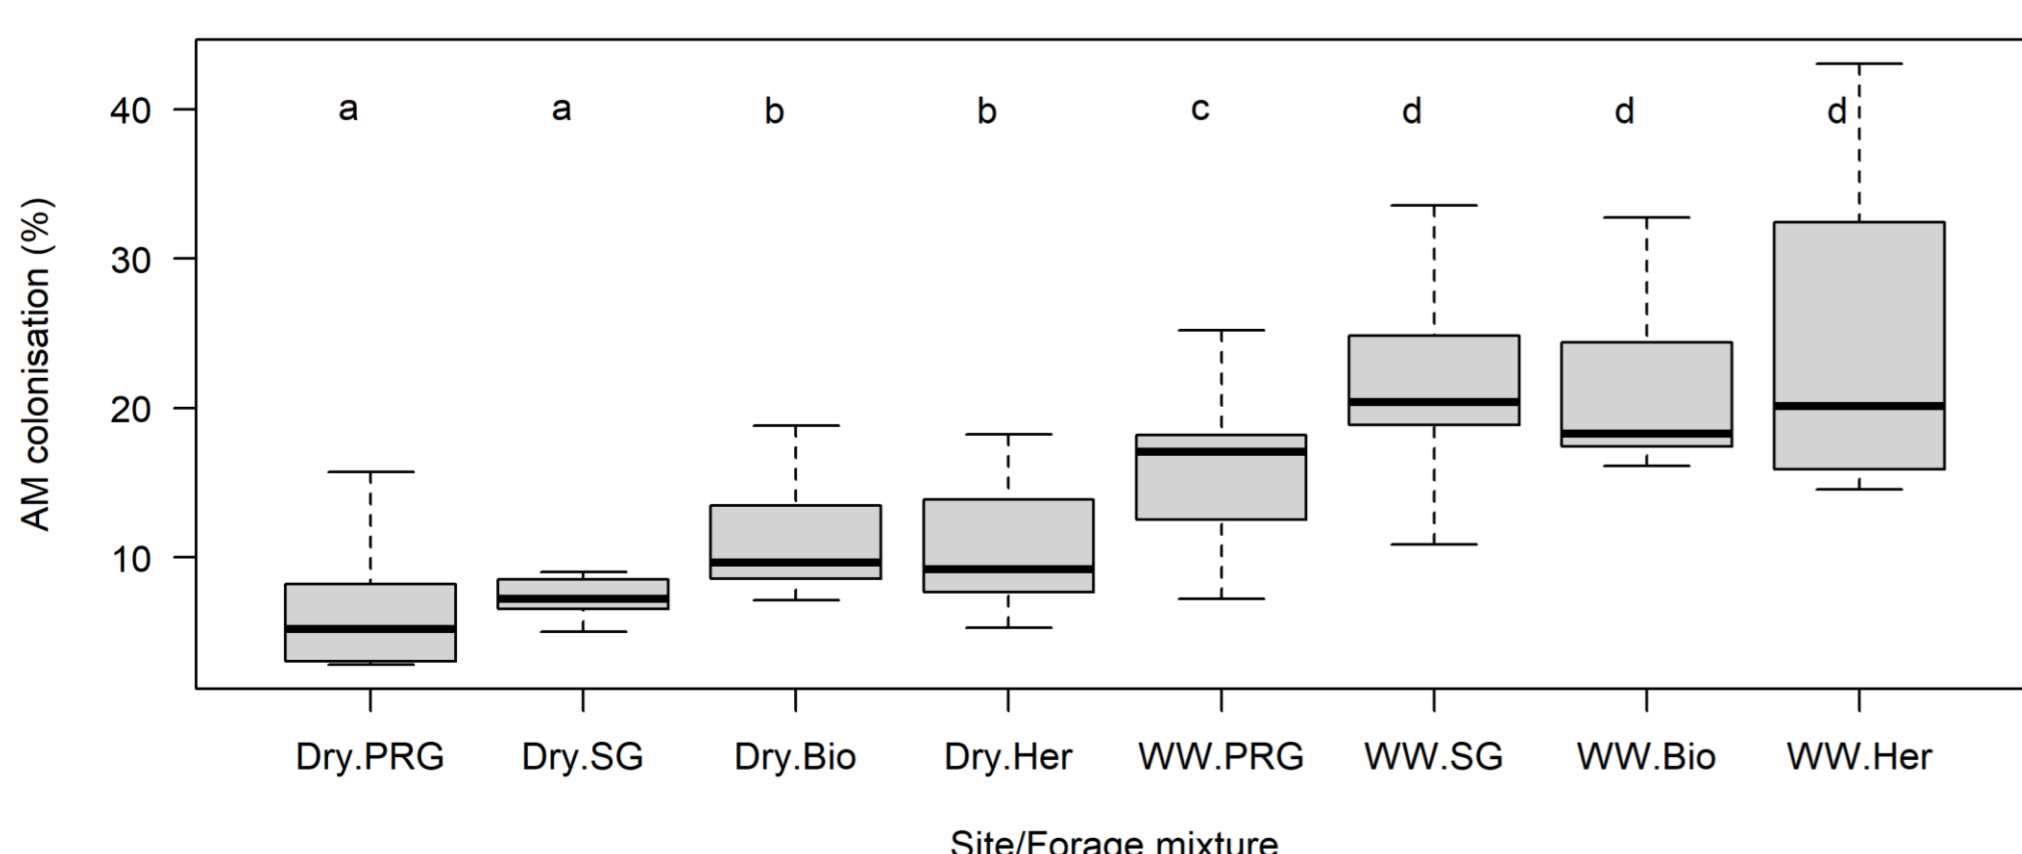 a a b b c d d d
40
30
20
10
AM colonisation (%)
Dry.PRG Dry.SG Dry.Bio Dry.Her WW.PRG WW.SG WW.Bio WW.Her
Site/Forage mixture